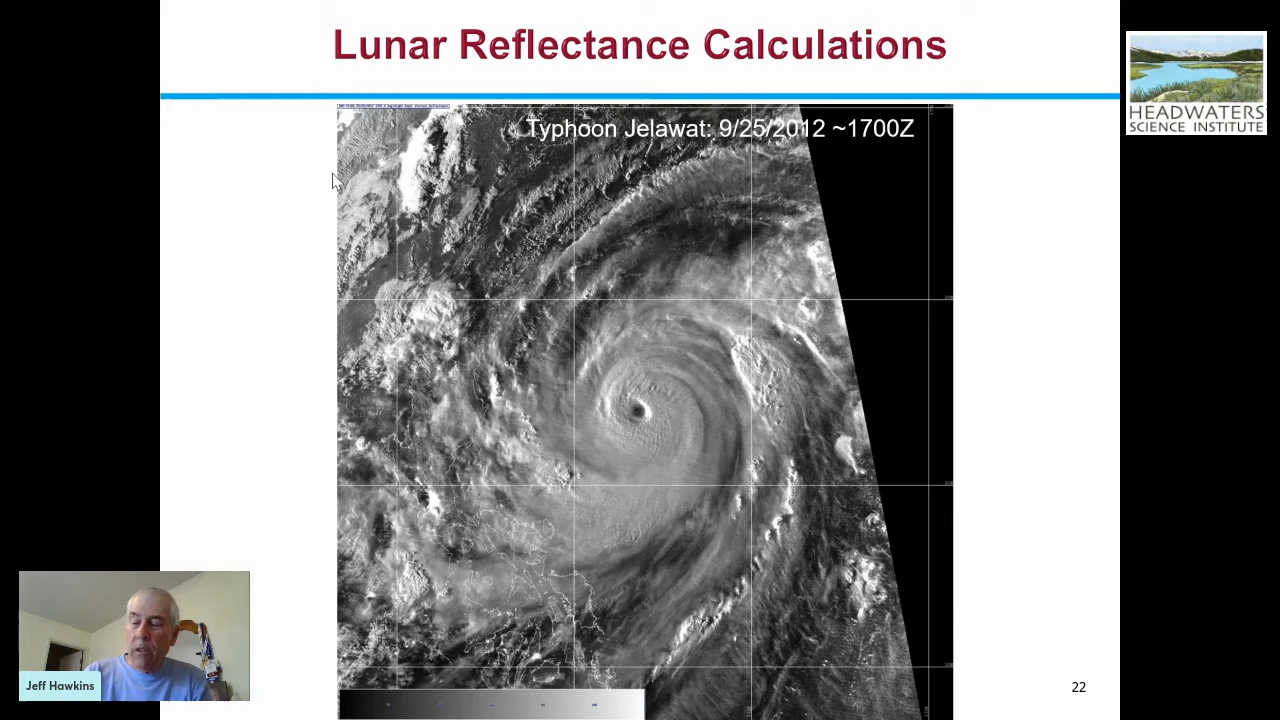 Lunar Reflectance Calculations
Typhoon Jelawat: 9/25/2012 ~1700Z
HEADWATERS
SCIENCE INSTITUTE
Jeff Hawkins
22